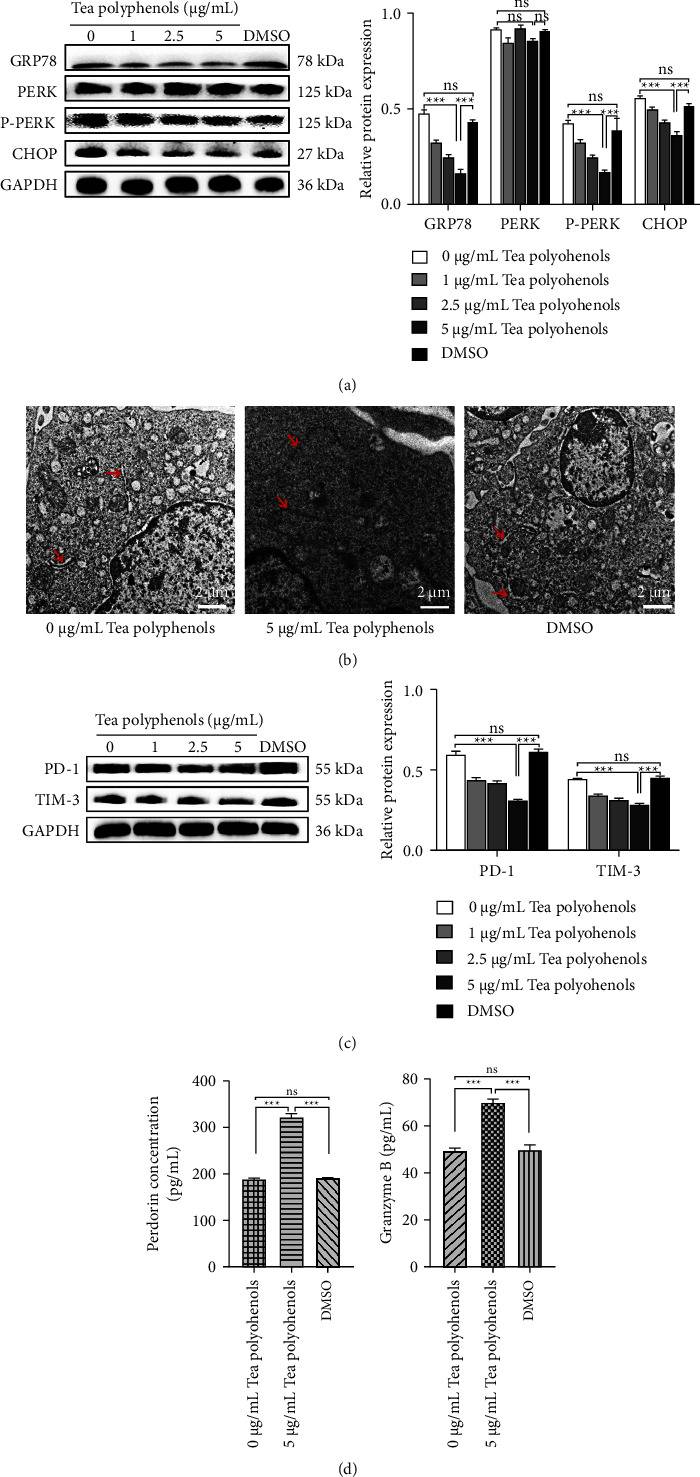 Tea polyphenols (µg/mL)
0 1 2.5 5 DMSO
GRP78 78 kDa
PERK 125 kDa
P-PERK 125 kDa
CHOP 27 kDa
GAPDH 36 kDa
Relative protein expression
1.0
0.5
0.0
ns
*** ***
ns
ns ns
ns
*** ***
ns
*** ***
GRP78 PERK P-PERK CHOP
0 µg/mL Tea polyohenols
1 µg/mL Tea polyohenols
2.5 µg/mL Tea polyohenols
5 µg/mL Tea polyohenols
DMSO
(a)
2 µm 2 µm 2 µm
0 µg/mL Tea polyphenols 5 µg/mL Tea polyphenols DMSO
(b)
Tea polyphenols (µg/mL)
0 1 2.5 5 DMSO
PD-1 55 kDa
TIM-3 55 kDa
GAPDH 36 kDa
Relative protein expression
1.0
0.5
0.0
ns
*** ***
ns
*** ***
PD-1 TIM-3
0 µg/mL Tea polyohenols
1 µg/mL Tea polyohenols
2.5 µg/mL Tea polyohenols
5 µg/mL Tea polyohenols
DMSO
(c)
Perdorin concentration
(pg/mL)
400
300
200
100
0
ns
*** ***
0 µg/mL Tea polyohenols
5 µg/mL Tea polyohenols
DMSO
Granzyme B (pg/mL)
80
60
40
20
0
ns
*** ***
0 µg/mL Tea polyohenols
5 µg/mL Tea polyohenols
DMSO
(d)